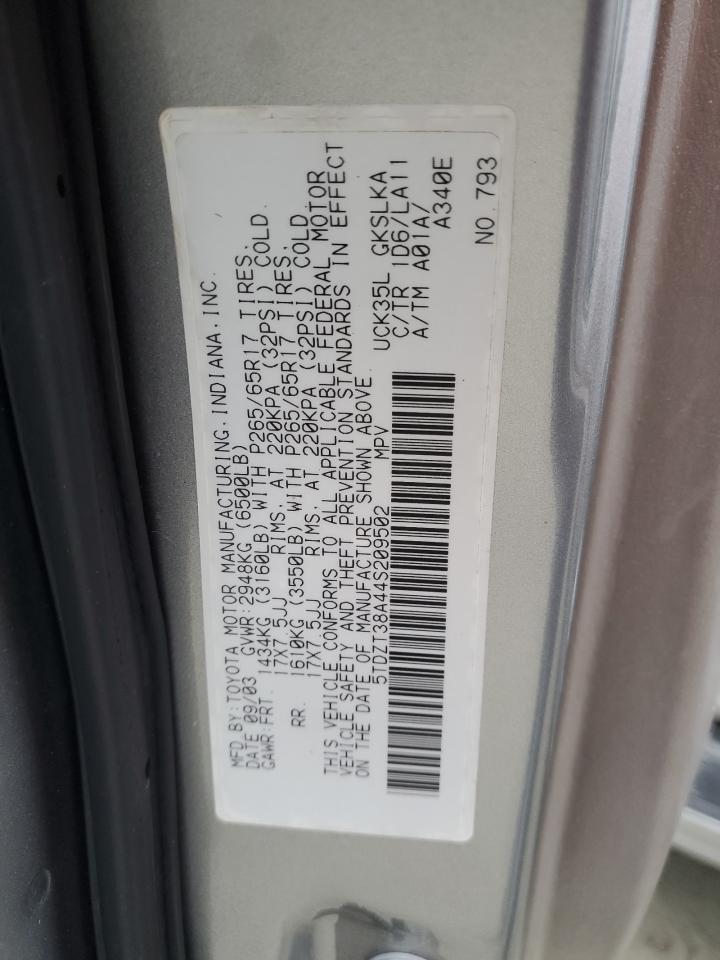 MFD BY:TOYOTA MOTOR MANUFACTURING,INDIANA,INC.
DATE 09/03 GVWR:2948KG (6500LB)
GAWR:FRT. 1434KG (3160LB) WITH P265/65R17 TIRES,
17X7.5JJ RIMS, AT 220KPA (32PSI) COLD
RR. 1610KG (3550LB) WITH P265/65R17 TIRES,
17X7.5JJ RIMS, AT 220KPA (32PSI) COLD
THIS VEHICLE CONFORMS TO ALL APPLICABLE FEDERAL MOTOR
VEHICLE SAFETY AND THEFT PREVENTION STANDARDS IN EFFECT
ON THE DATE OF MANUFACTURE SHOWN ABOVE.
5TDZT38A44S209502 MPV
UCK35L GKSLKA
C/TR 1D6/LA11
A/TM A01A/
A340E
NO. 793